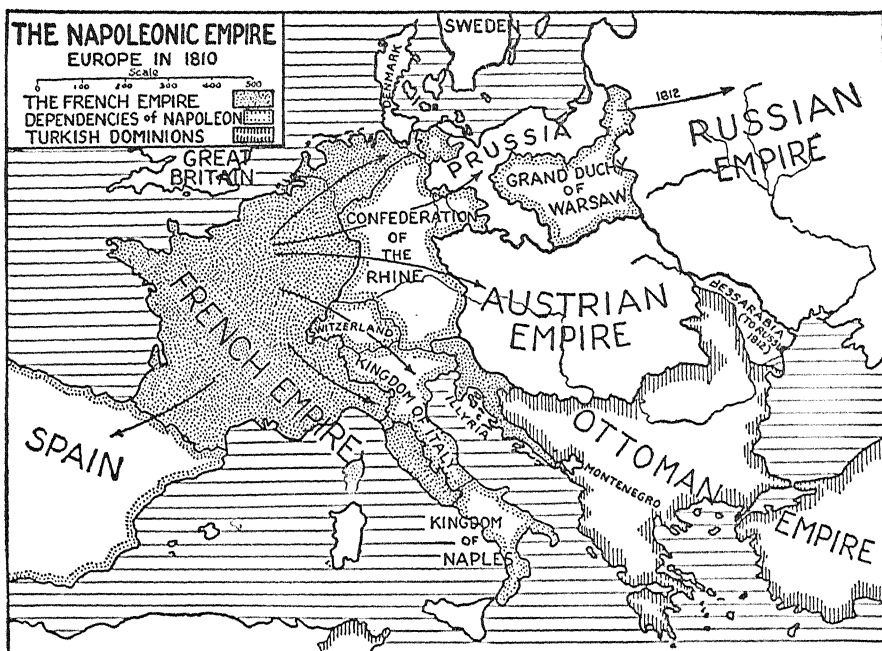 THE NAPOLEONIC EMPIRE
EUROPE IN 1810
Scale
0 100 200 300 400 500
THE FRENCH EMPIRE
DEPENDENCIES of NAPOLEON
TURKISH DOMINIONS
SWEDEN
DENMARK
1812
RUSSIAN
EMPIRE
GREAT
BRITAIN
PRUSSIA
GRAND DUCHY
OF
WARSAW
CONFEDERATION
OF
THE
RHINE
FRENCH EMPIRE
AUSTRIAN
EMPIRE
BESSARABIA
(TO RUSSIA
1812)
SWITZERLAND
KINGDOM OF ITALY
ILLYRIA
SPAIN
OTTOMAN
EMPIRE
MONTENEGRO
KINGDOM
OF
NAPLES